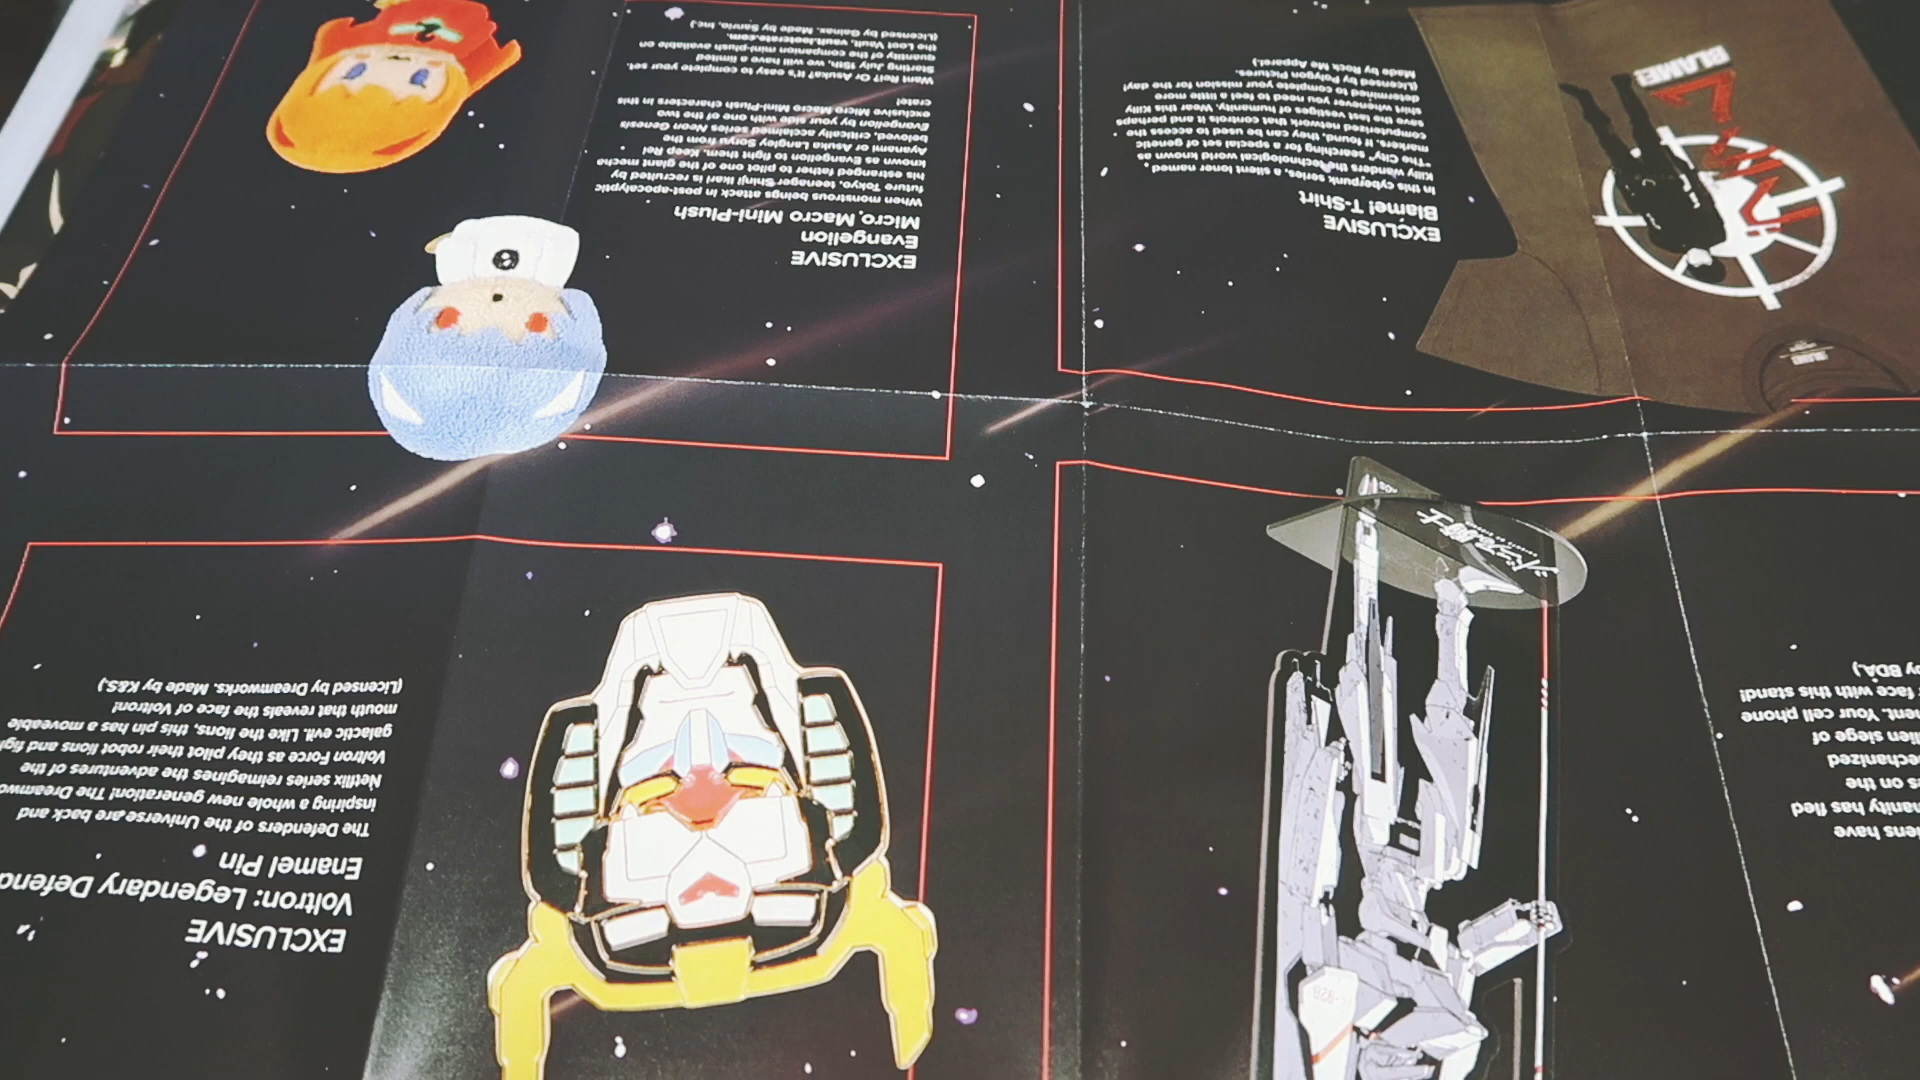 EXCLUSIVE
Voltron: Legendary
Enamel Pin
The Defenders of the Universe are back and
inspiring a whole new generation! The
Netflix series reimagines the adventures of the
Voltron Force as they pilot their robot lions and
galactic evil. Like the lions, this pin has a moveable
mouth that reveals the face of Voltron!
(Licensed by Dreamworks. Made by K&S.)
EXCLUSIVE
Evangelion
Micro Macro Mini-Plush
When monstrous beings attack in post-apocalyptic
future Tokyo, teenager Shinji Ikari is recruited by
his estranged father to pilot one of the giant mecha
known as Evangelion to fight them. Keep Rei
Ayanami or Asuka Langley Soryu from the
beloved, critically acclaimed series Neon Genesis
Evangelion by your side with one of the two
exclusive Micro Macro Mini-Plush characters in this
crate!
Want Rei? Or Asuka? It's easy to complete your set.
Starting July 15th, we will have a limited
quantity of the companion mini-plush available on
the Loot Vault, vault.lootcrate.com.
(Licensed by Gainax. Made by Sanrio, Inc.)
EXCLUSIVE
Blame! T-Shirt
In this cyberpunk series, a silent loner named
Killy wanders the technological world known as
"The City" searching for a special set of genetic
markers. If found, they can be used to access the
computerized network that controls it and perhaps
save the last vestiges of humanity. Wear this Killy
shirt whenever you need to feel a little more
determined to complete your mission for the day!
(Licensed by Polygon Pictures.
Made by Rock Me Apparel.)
BLAME!
シドニアの騎士
have
has fled
on the
of
Your cell phone
face with this stand!
by BDA.)